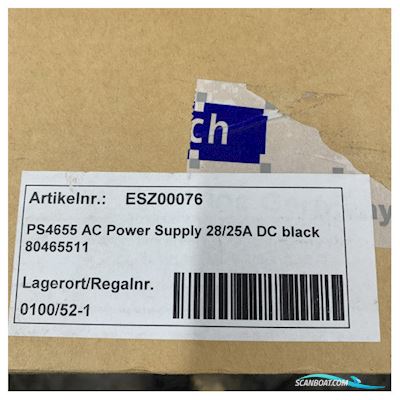 ch
Artikelnr.: ESZ00076
PS4655 AC Power Supply 28/25A DC black
80465511
Lagerort/Regalnr.
0100/52-1
SCANBOAT.COM